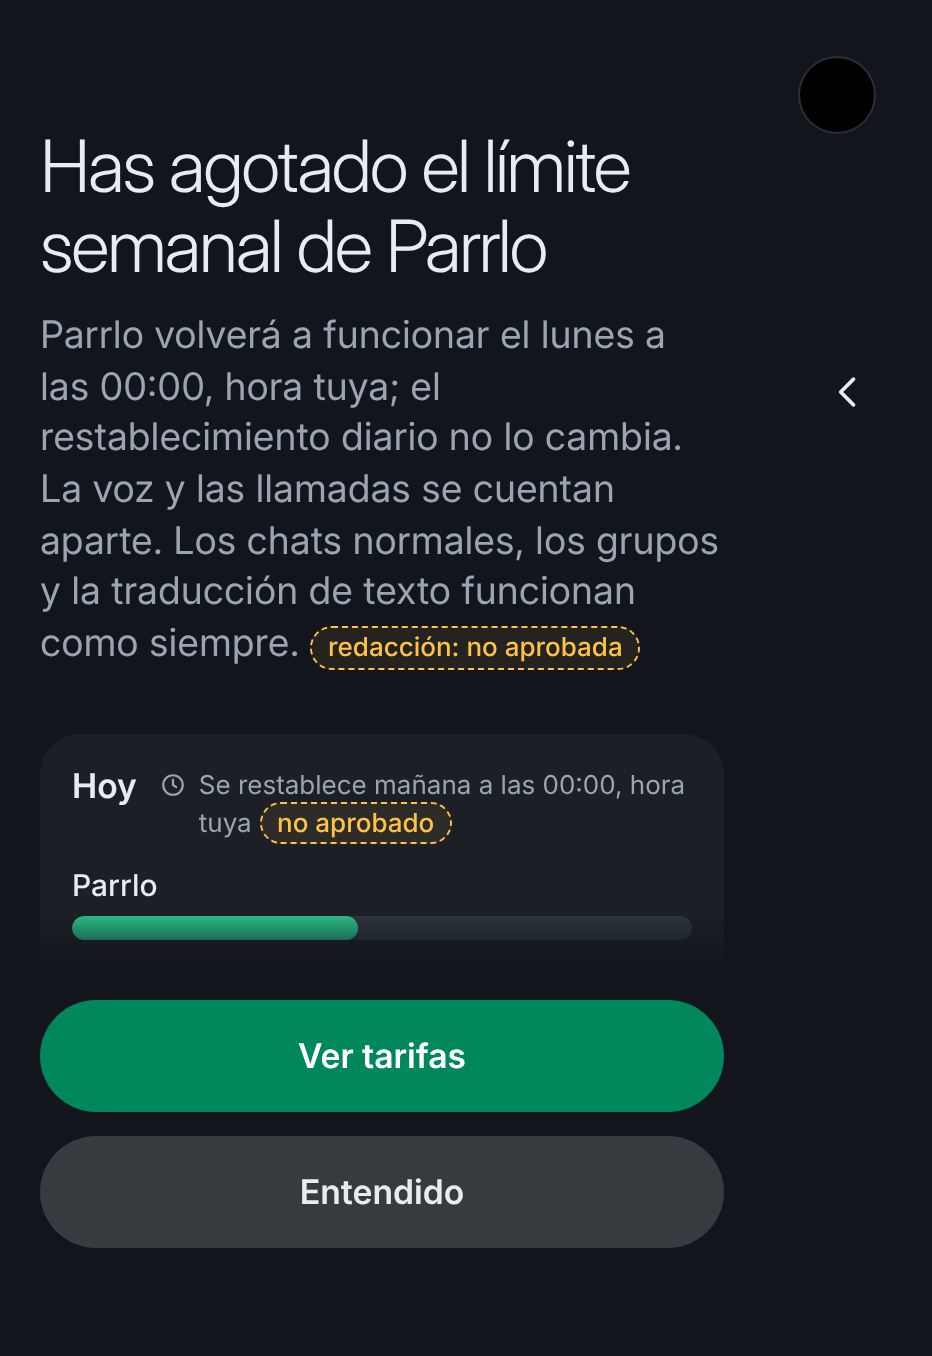 Has agotado el límite
semanal de Parrlo
Parrlo volverá a funcionar el lunes a
las 00:00, hora tuya; el
restablecimiento diario no lo cambia.
La voz y las llamadas se cuentan
aparte. Los chats normales, los grupos
y la traducción de texto funcionan
como siempre. redacción: no aprobada
Hoy Se restablece mañana a las 00:00, hora
tuya no aprobado
Parrlo
Ver tarifas
Entendido